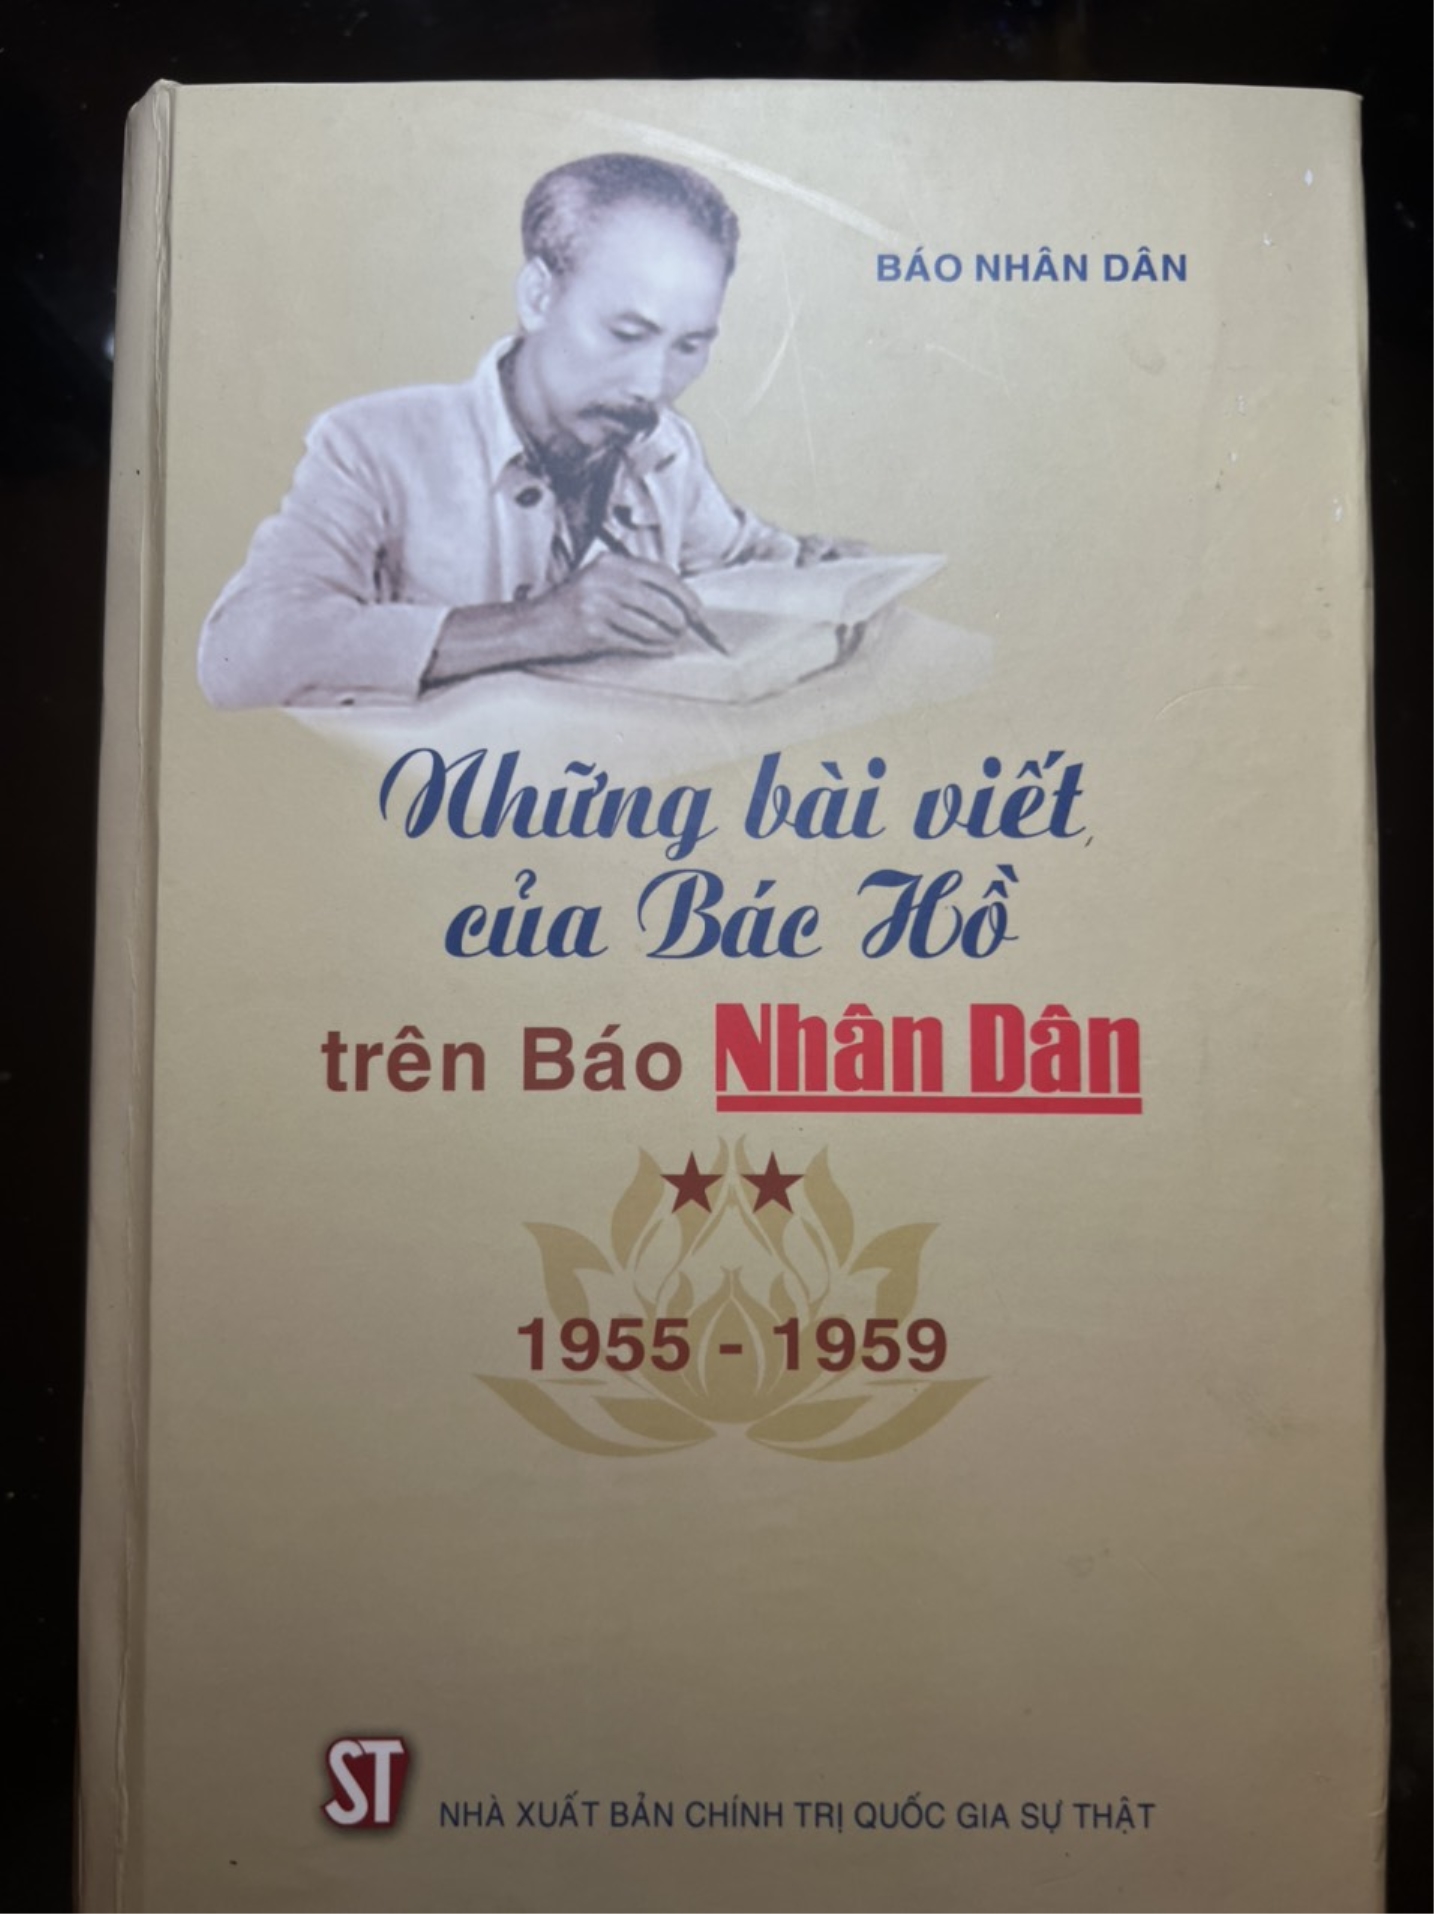 BÁO NHÂN DÂN
Những bài viết
của Bác Hồ
trên Báo Nhân Dân
★★
1955 - 1959
ST
NHÀ XUẤT BẢN CHÍNH TRỊ QUỐC GIA SỰ THẬT